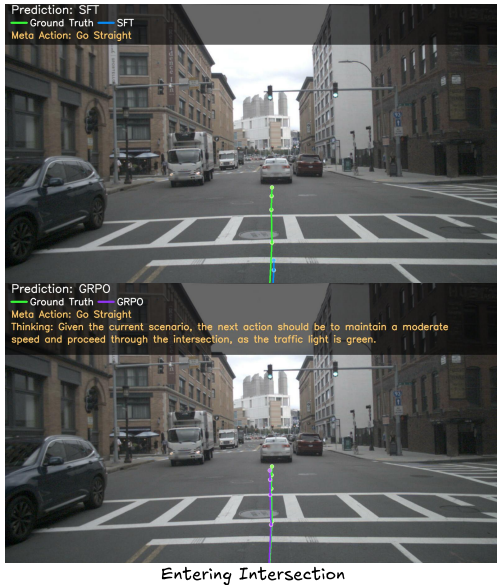 Prediction: SFT
Ground Truth SFT
Meta Action: Go Straight
Prediction: GRPO
Ground Truth GRPO
Meta Action: Go Straight
Thinking: Given the current scenario, the next action should be to maintain a moderate
speed and proceed through the intersection, as the traffic light is green.
Entering Intersection